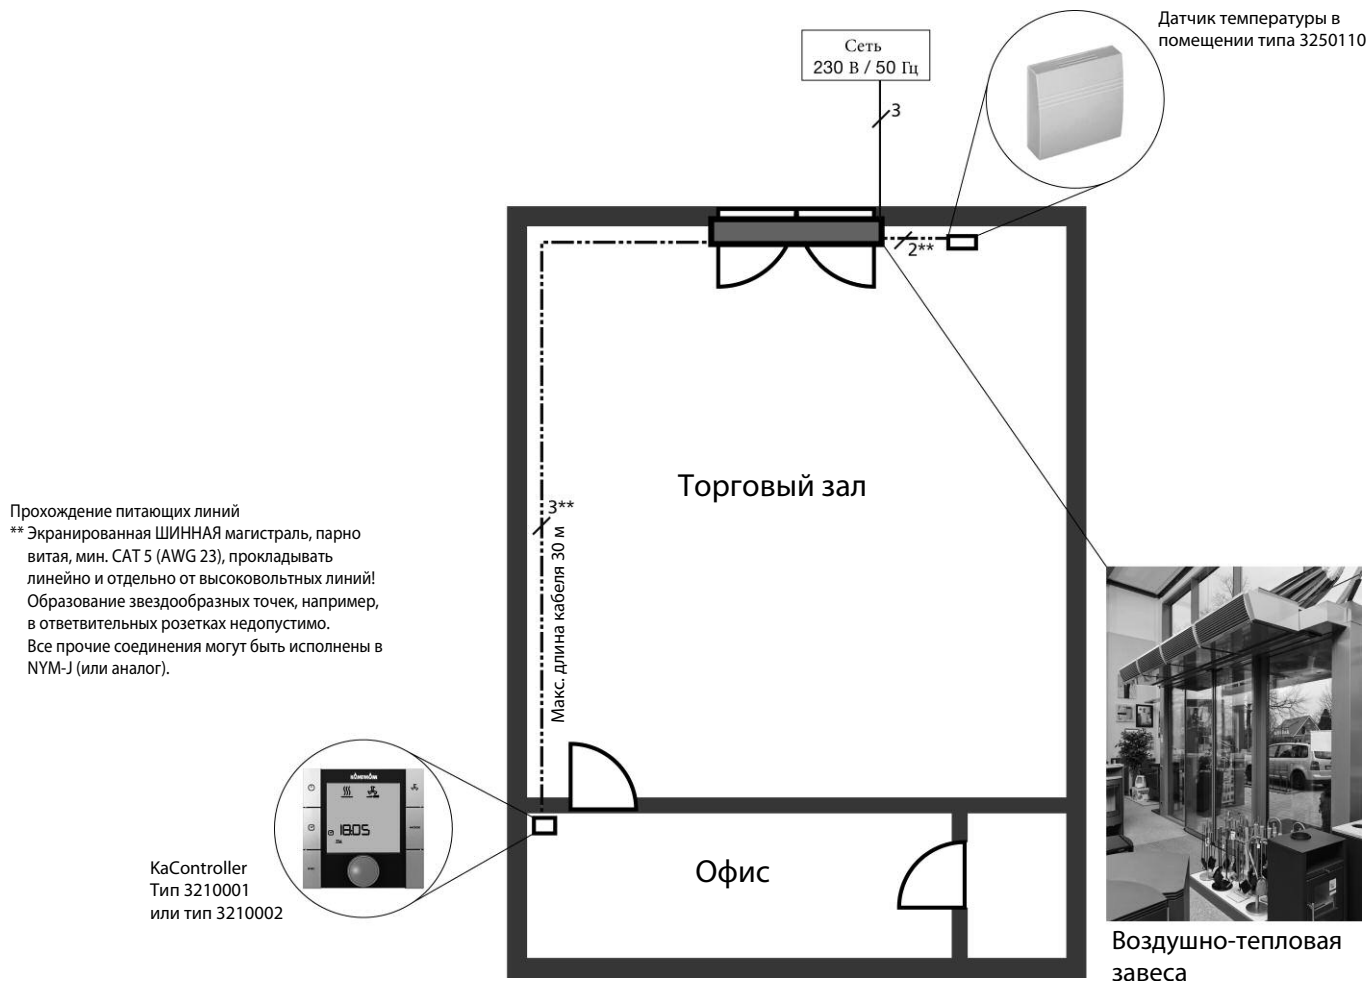 Датчик температуры в
помещении типа 3250110
Сеть
230 В / 50 Гц
3
2**
Торговый зал
3**
Макс. длина кабеля 30 м
Прохождение питающих линий
** Экранированная ШИННАЯ магистраль, парно
витая, мин. CAT 5 (AWG 23), прокладывать
линейно и отдельно от высоковольтных линий!
Образование звездообразных точек, например,
в ответвительных розетках недопустимо.
Все прочие соединения могут быть исполнены в
NYM-J (или аналог).
KAMPMANN
18:05
KaController
Тип 3210001
или тип 3210002
Офис
Воздушно-тепловая
завеса